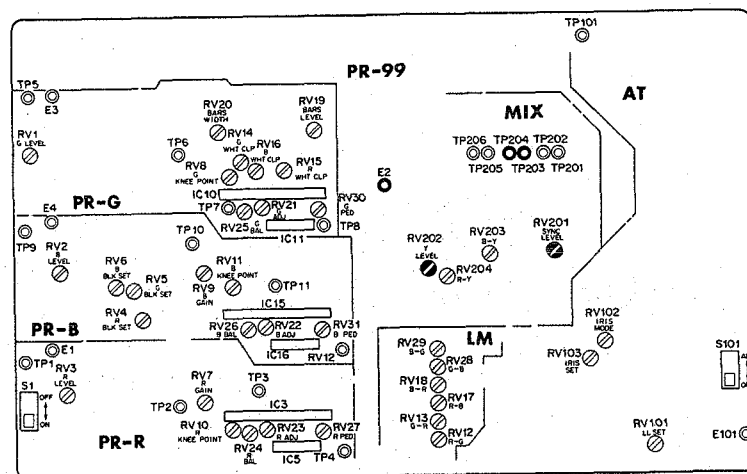 TP101
PR-99
AT
TP5
E3
RV20
BARS
WIDTH
RV19
BARS
LEVEL
MIX
RV1
G LEVEL
TP6
RV14
G
WHT CLP
RV16
B
WHT CLP
RV8
G
KNEE POINT
RV15
R
WHT CLP
TP206
TP204
TP202
TP205
TP203
TP201
E2
IC10
PR-G
TP7
RV21
G ADJ
RV30
G
PED
RV25
G
BAL
IC11
TP8
E4
TP9
TP10
RV2
B
LEVEL
RV6
B
BLK SET
RV5
G
BLK SET
RV4
R
BLK SET
RV11
B
KNEE POINT
RV9
B
GAIN
TP11
RV202
Y
LEVEL
RV203
B-Y
RV204
R-Y
RV201
SYNC
LEVEL
IC15
PR-B
RV26
B BAL
RV22
B ADJ
RV31
B PED
IC16
RV12
LM
RV102
IRIS
MODE
RV103
IRIS
SET
S101
E1
TP1
RV3
R
LEVEL
S1
OFF
ON
RV7
R
GAIN
TP3
TP2
IC3
RV10
R
KNEE POINT
RV23
R ADJ
RV27
R PED
RV24
R
BAL
IC5
TP4
PR-R
RV29
B-G
RV28
G-B
RV18
B-R
RV17
R-B
RV13
G-R
RV12
R-G
RV101
LL SET
E101